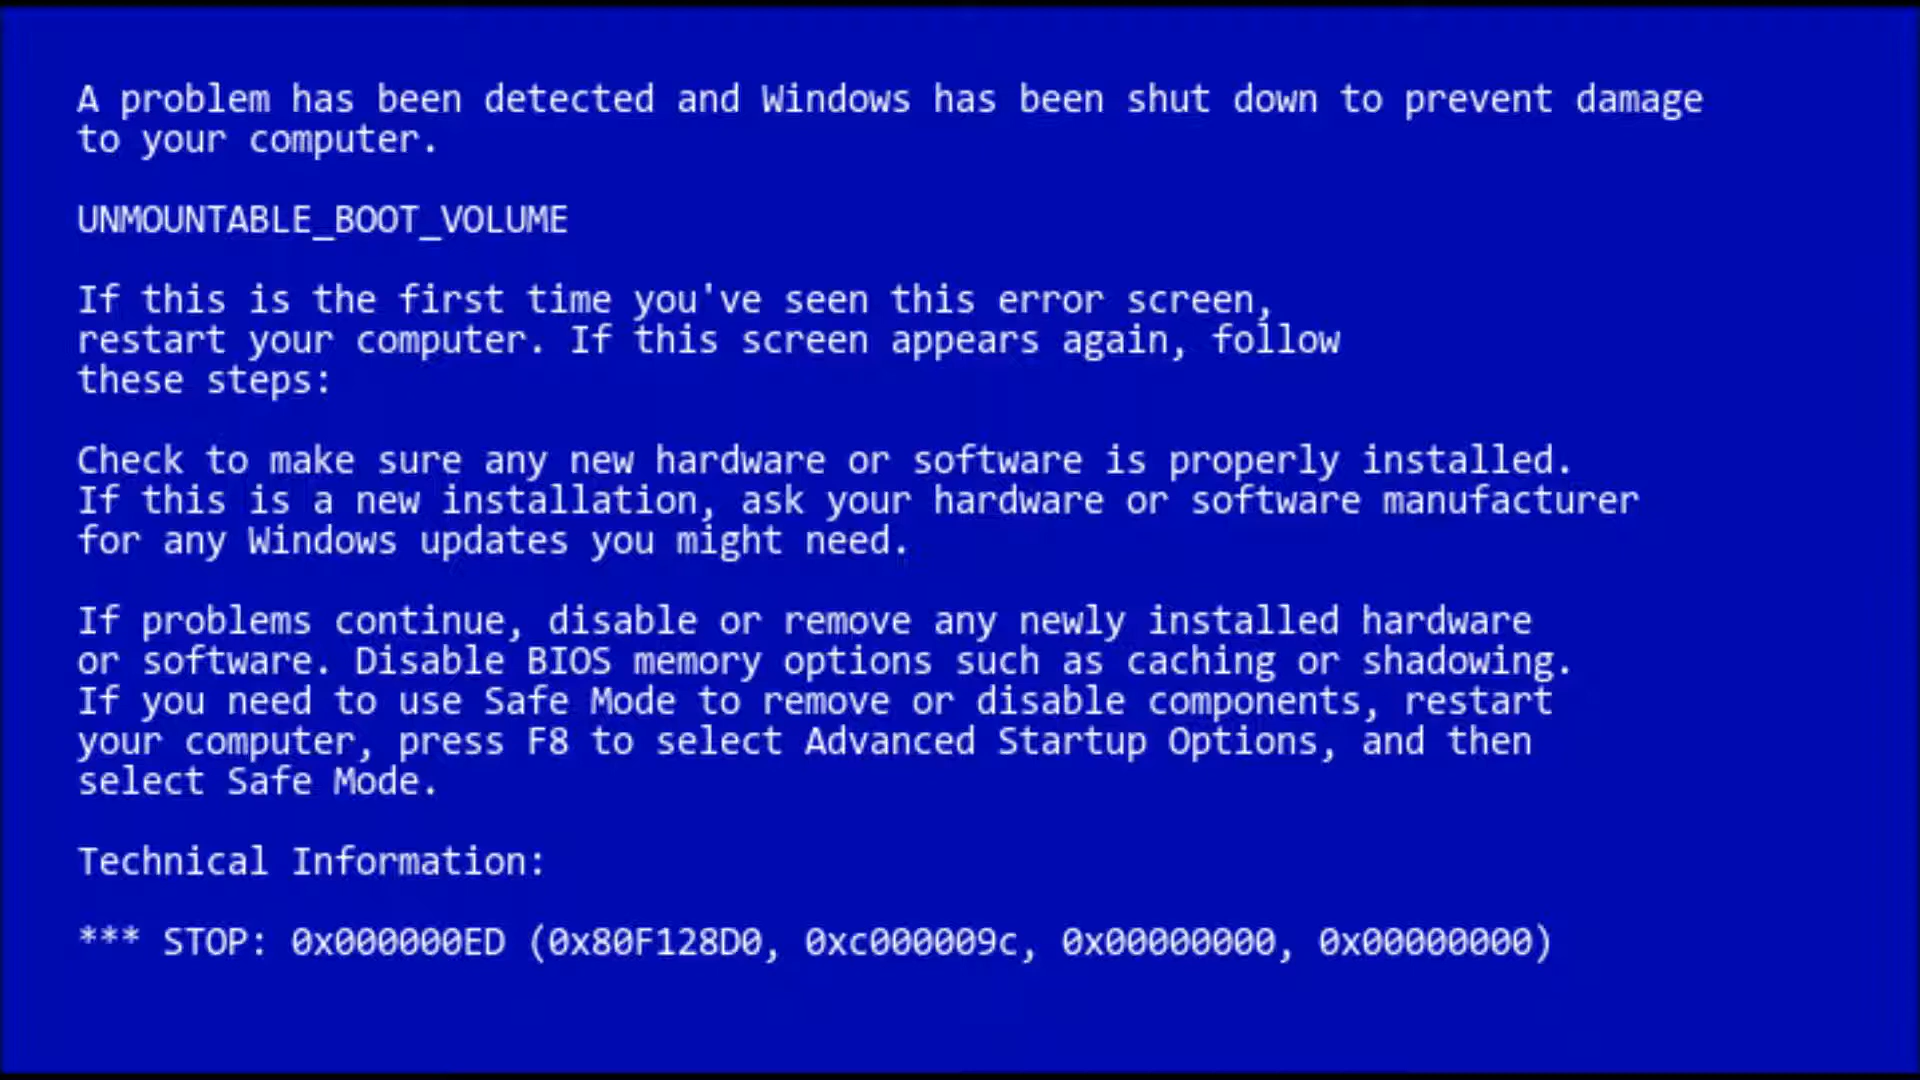 A problem has been detected and Windows has been shut down to prevent damage
to your computer.
UNMOUNTABLE_BOOT_VOLUME
If this is the first time you've seen this error screen,
restart your computer. If this screen appears again, follow
these steps:
Check to make sure any new hardware or software is properly installed.
If this is a new installation, ask your hardware or software manufacturer
for any Windows updates you might need.
If problems continue, disable or remove any newly installed hardware
or software. Disable BIOS memory options such as caching or shadowing.
If you need to use Safe Mode to remove or disable components, restart
your computer, press F8 to select Advanced Startup Options, and then
select Safe Mode.
Technical Information:
*** STOP: 0x000000ED (0x80F128D0, 0xc000009c, 0x00000000, 0x00000000)